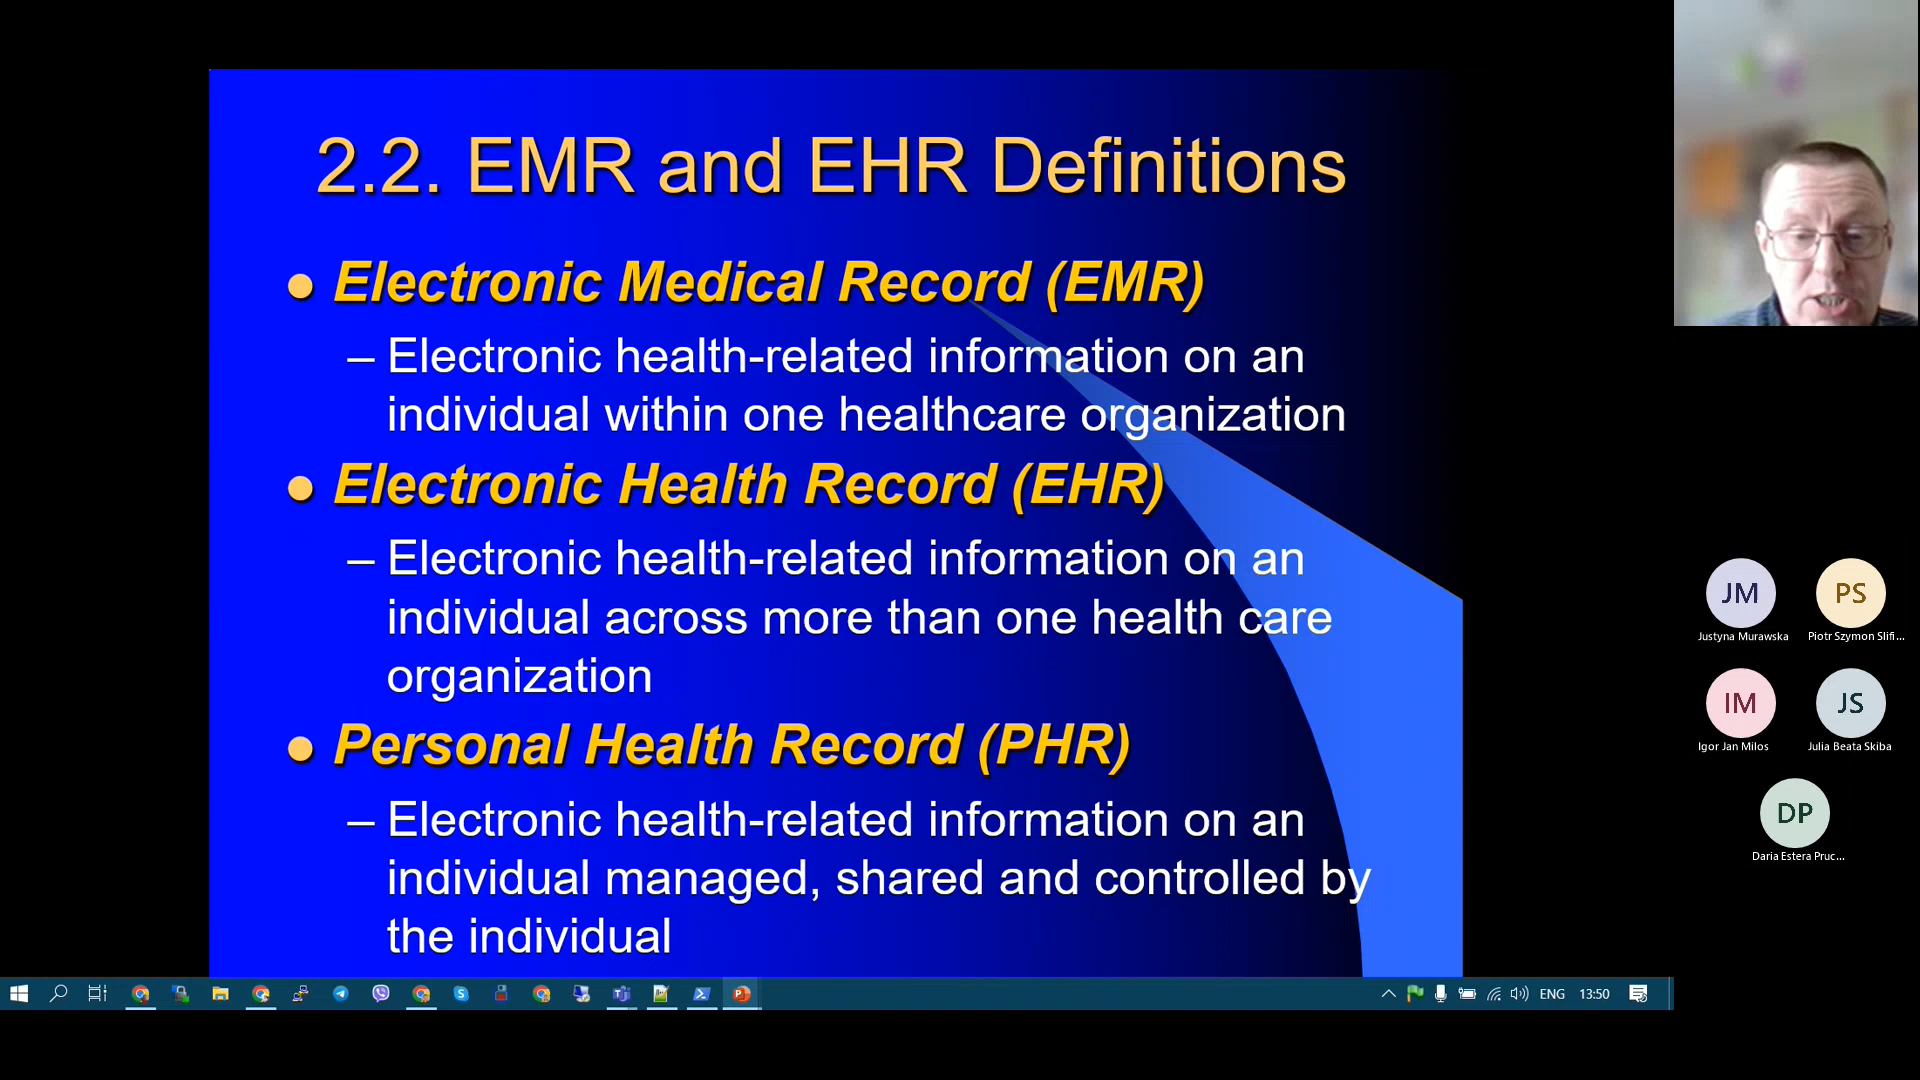 2.2. EMR and EHR Definitions
● Electronic Medical Record (EMR)
– Electronic health-related information on an
individual within one healthcare organization
● Electronic Health Record (EHR)
– Electronic health-related information on an
individual across more than one health care
organization
● Personal Health Record (PHR)
– Electronic health-related information on an
individual managed, shared and controlled by
the individual
JM
Justyna Murawska
PS
Piotr Szymon Slifi...
IM
Igor Jan Milos
JS
Julia Beata Skiba
DP
Daria Estera Pruc...
ENG
13:50